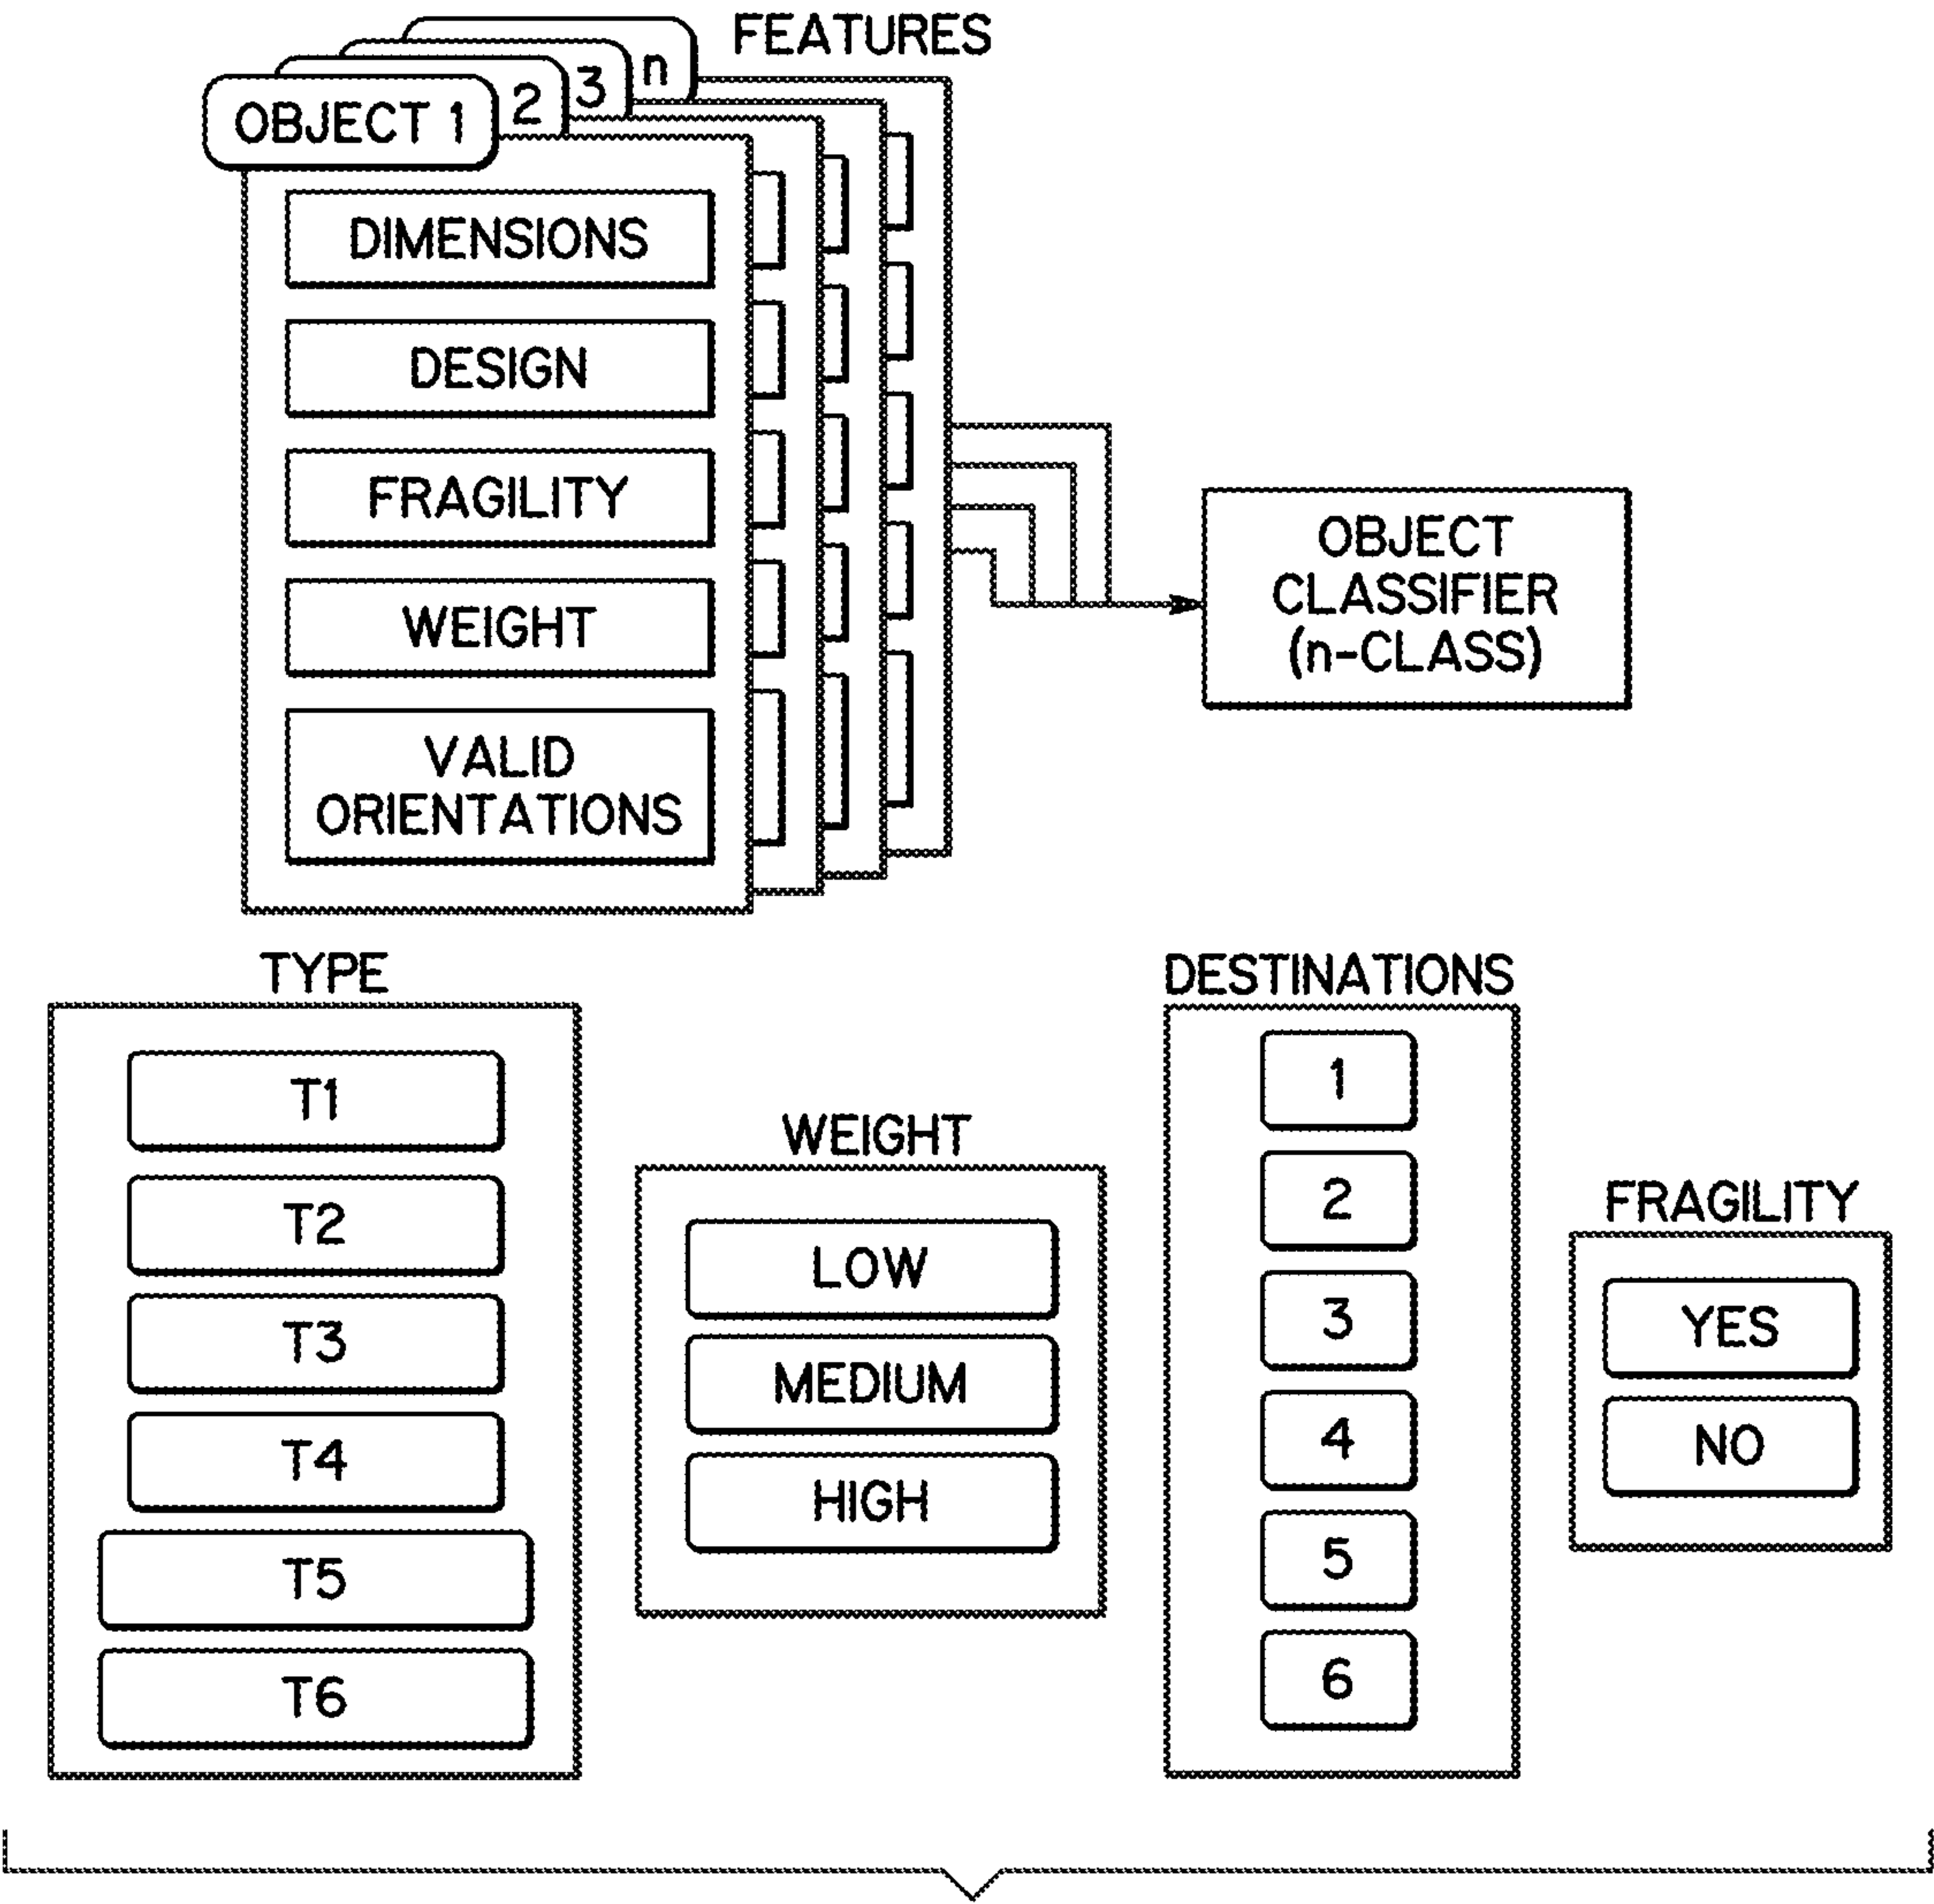 FEATURES
n
3
2
OBJECT 1
DIMENSIONS
DESIGN
FRAGILITY
WEIGHT
VALID
ORIENTATIONS
OBJECT
CLASSIFIER
(n-CLASS)
TYPE
T1
T2
T3
T4
T5
T6
WEIGHT
LOW
MEDIUM
HIGH
DESTINATIONS
1
2
3
4
5
6
FRAGILITY
YES
NO